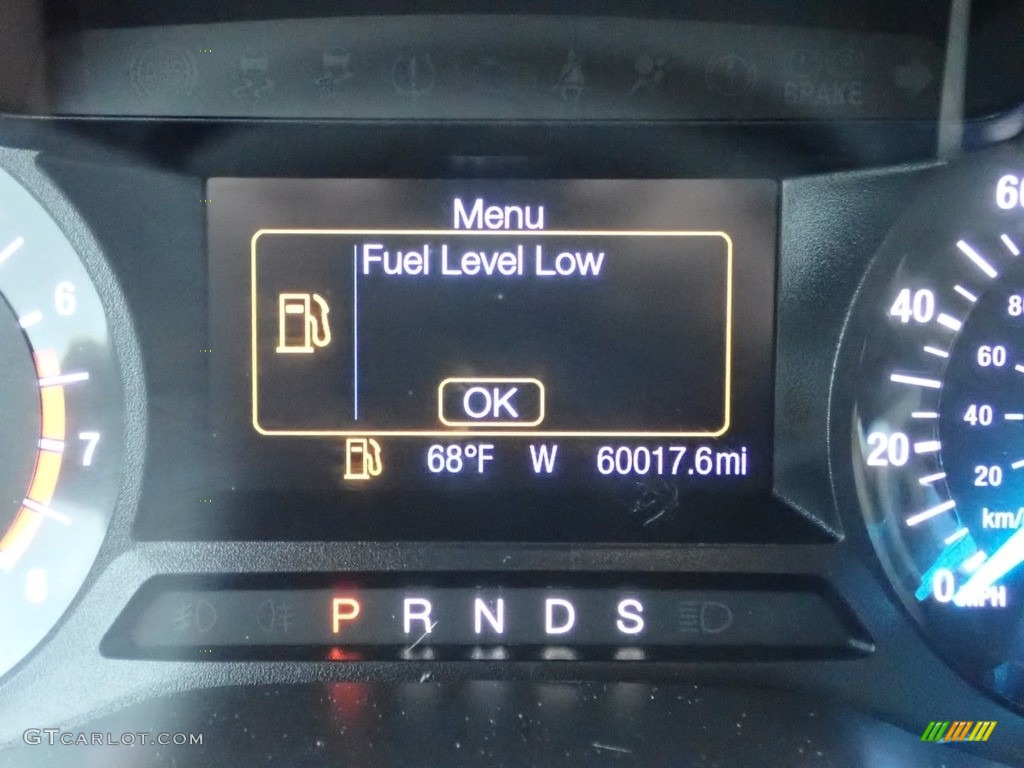 BRAKE
Menu
Fuel Level Low
OK
68°F W 60017.6mi
6
7
8
60
40
20
0
MPH
80
60
40
20
km/
P R N D S
GTCARLOT.COM